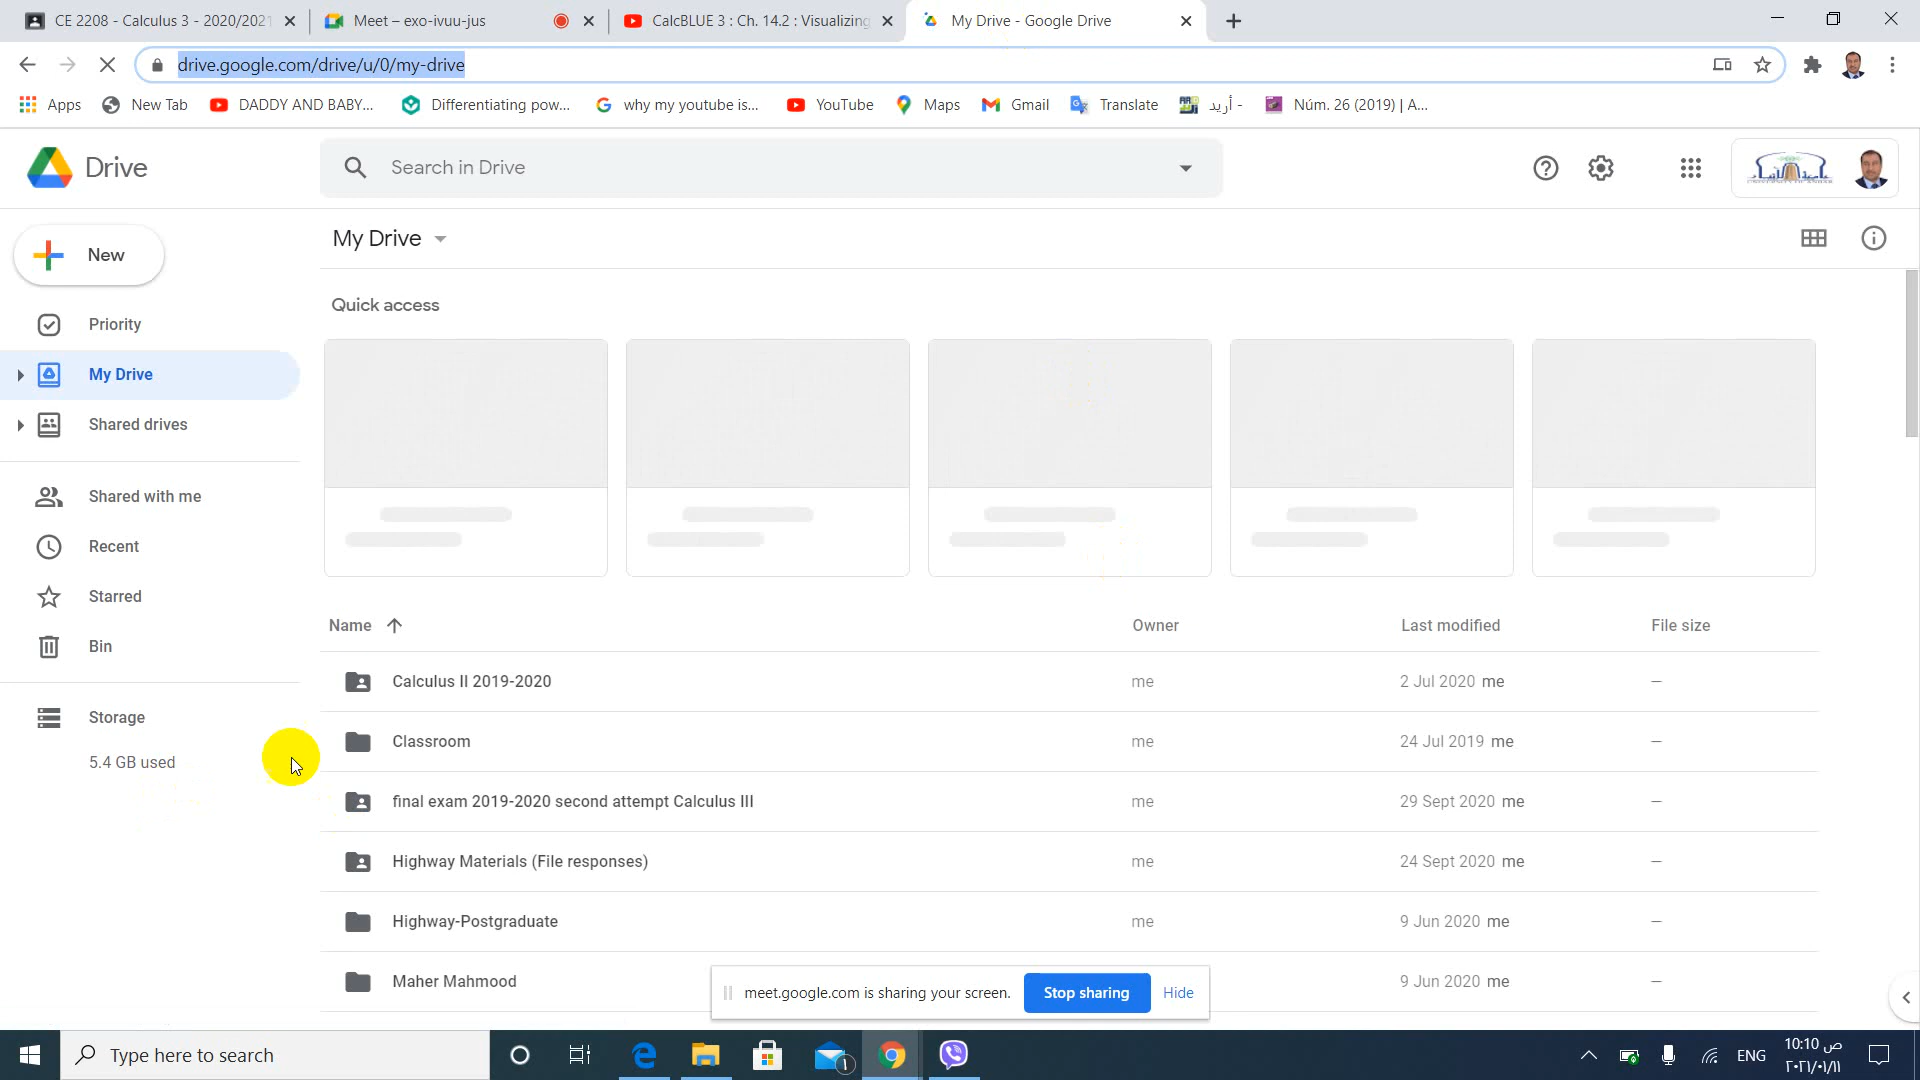 CE 2208 - Calculus 3 - 2020/2021
Meet – exo-ivuu-jus
CalcBLUE 3 : Ch. 14.2 : Visualizing
My Drive - Google Drive
drive.google.com/drive/u/0/my-drive
Apps
New Tab
DADDY AND BABY...
Differentiating pow...
why my youtube is...
YouTube
Maps
Gmail
Translate
أريد -
Núm. 26 (2019) | A...
Drive
Search in Drive
New
My Drive
Priority
My Drive
Shared drives
Shared with me
Recent
Starred
Bin
Storage
5.4 GB used
Quick access
Name Owner Last modified File size
Calculus II 2019-2020 me 2 Jul 2020 me –
Classroom me 24 Jul 2019 me –
final exam 2019-2020 second attempt Calculus III me 29 Sept 2020 me –
Highway Materials (File responses) me 24 Sept 2020 me –
Highway-Postgraduate me 9 Jun 2020 me –
Maher Mahmood 9 Jun 2020 me –
meet.google.com is sharing your screen.
Stop sharing
Hide
Type here to search
1
ENG
10:10 ص
٢٠٢١/٠١/١١